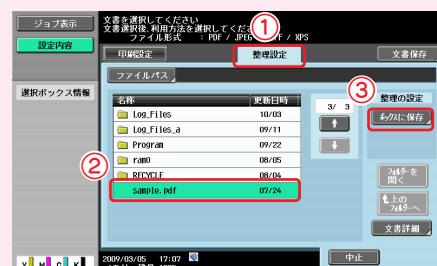 ジョブ表示
設定内容
選択ボックス情報
文書を選択してください
文書選択後,利用方法を選択してくだ
ファイル形式 : PDF / JPEG / XPS
①
印刷設定
整理設定
文書保存
ファイルパス
名称 更新日時
Log_Files 10/03
Log_Files_a 09/11
Program 09/22
ram0 08/05
RECYCLE 08/04
②
sample.pdf 07/24
3/ 3
③
整理の設定
ﾎﾞｯｸｽに保存
ﾌｫﾙﾀﾞｰを
開く
上の
ﾌｫﾙﾀﾞｰへ
文書詳細
2009/03/05 17:07
中止
Y M C K